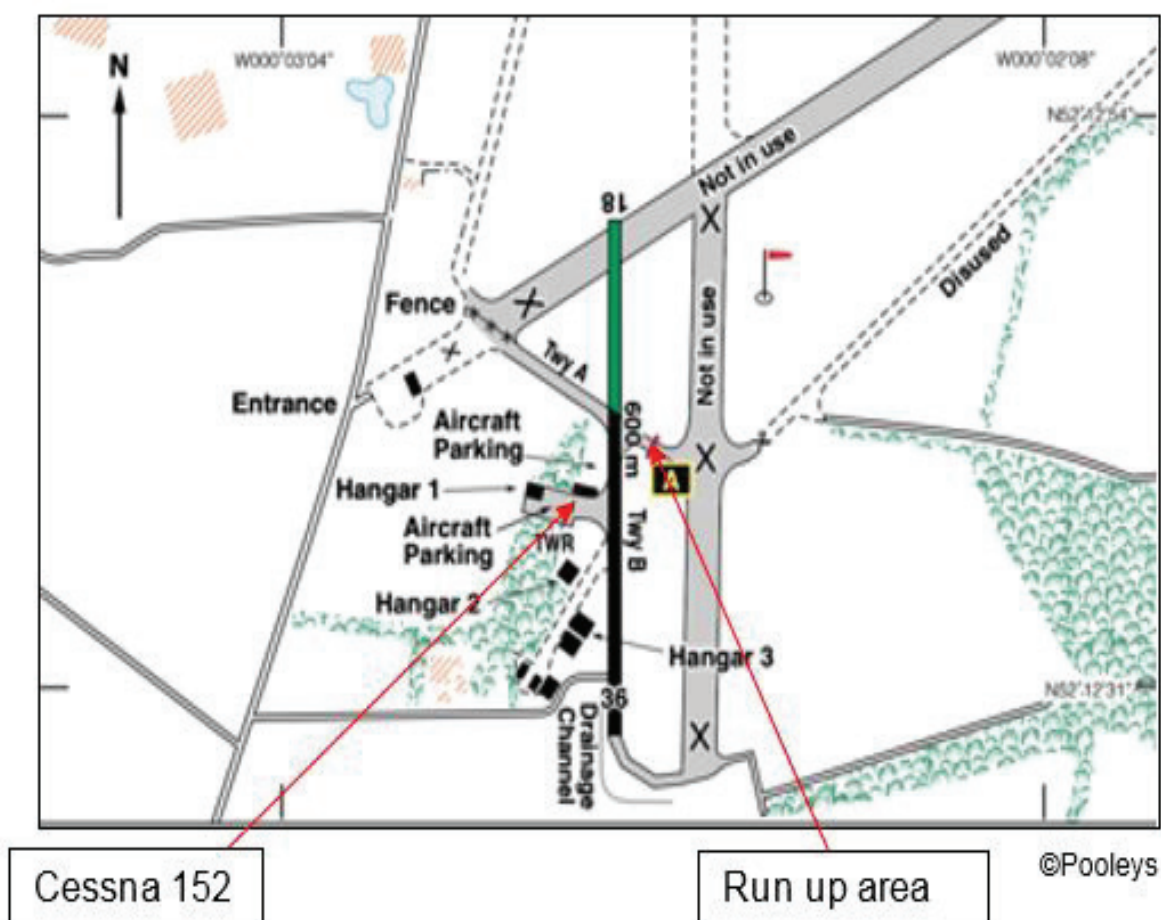 W000°03'04"
W000°02'08"
N
N52°12'54"
Not in use
18
Disused
Fence
Not in use
Twy A
Entrance
600 m
Aircraft
Parking
A
Hangar 1
Aircraft
Parking
Twy B
TWR
Hangar 2
Hangar 3
N52°12'31"
36
Drainage
Channel
Cessna 152
Run up area
©Pooleys